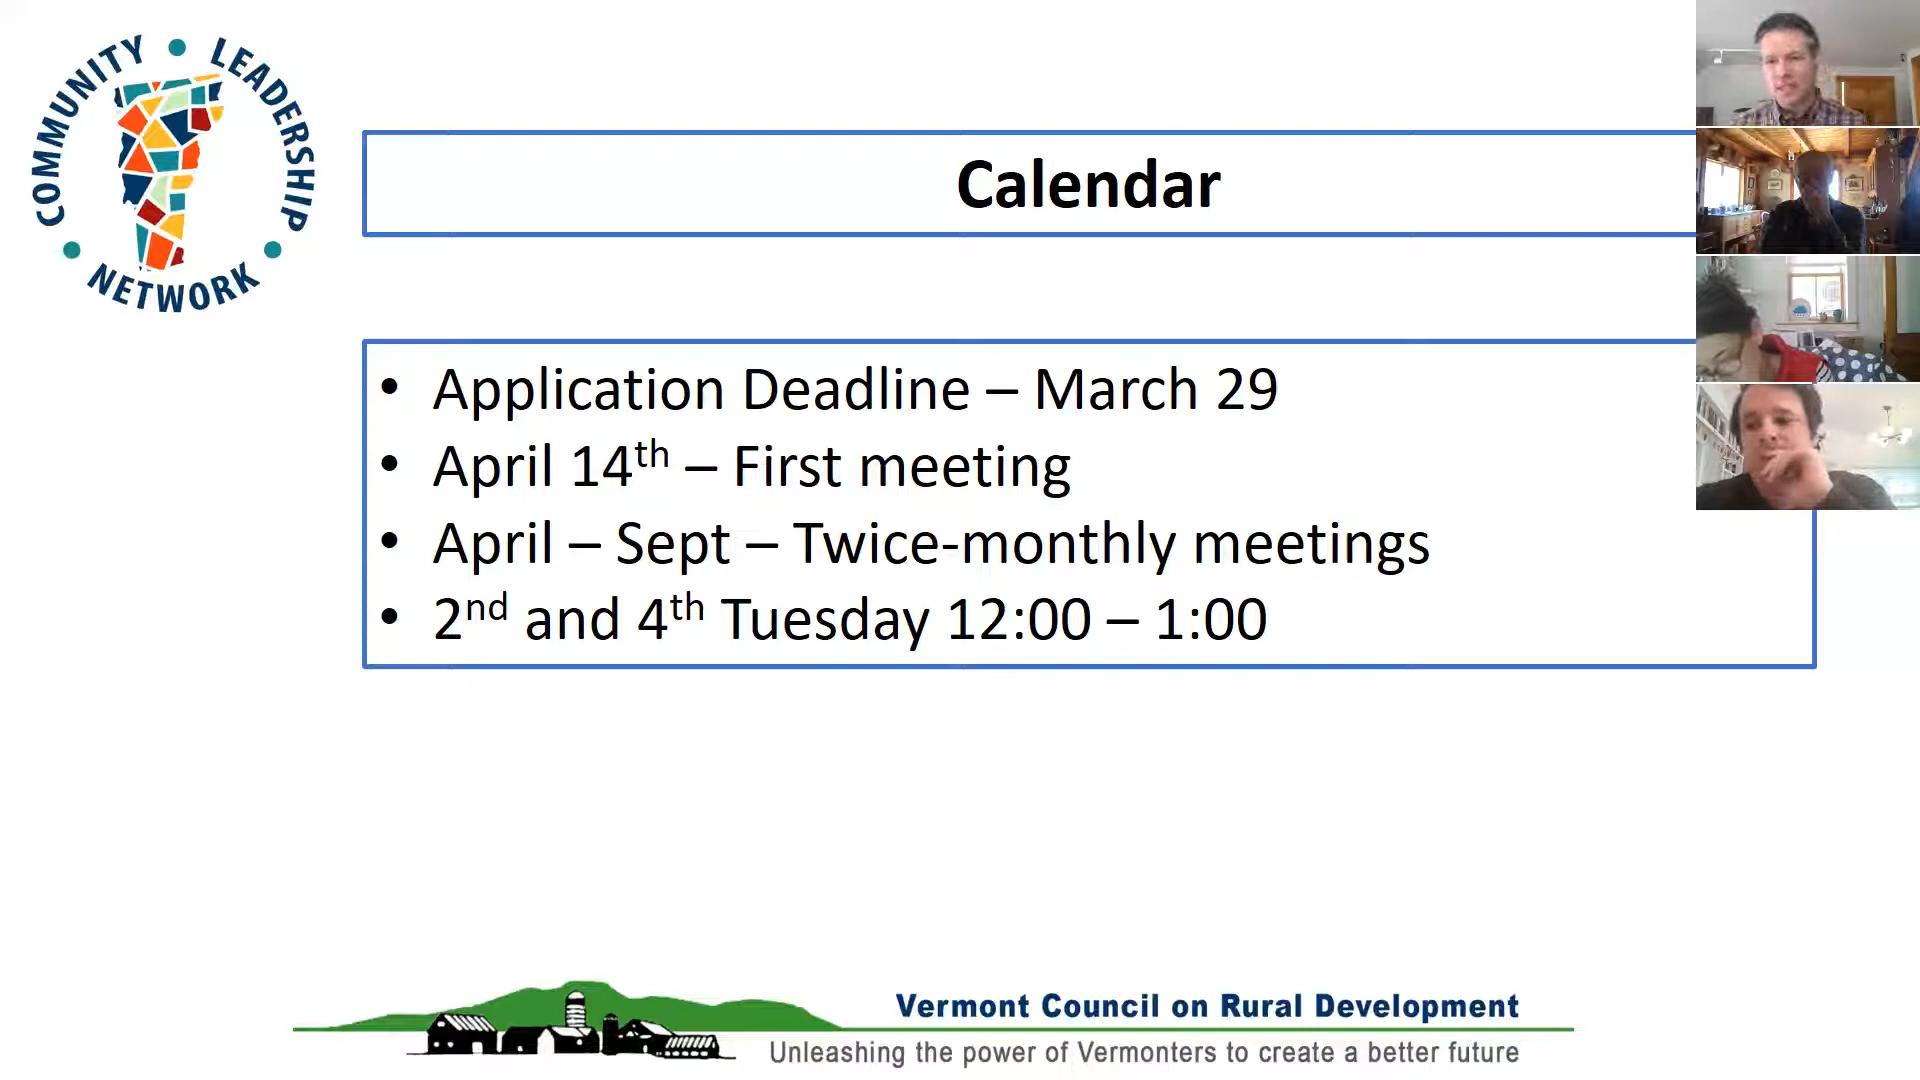 COMMUNITY • LEADERSHIP • NETWORK •
Calendar
• Application Deadline – March 29
• April 14th – First meeting
• April – Sept – Twice-monthly meetings
• 2nd and 4th Tuesday 12:00 – 1:00
Vermont Council on Rural Development
Unleashing the power of Vermonters to create a better future